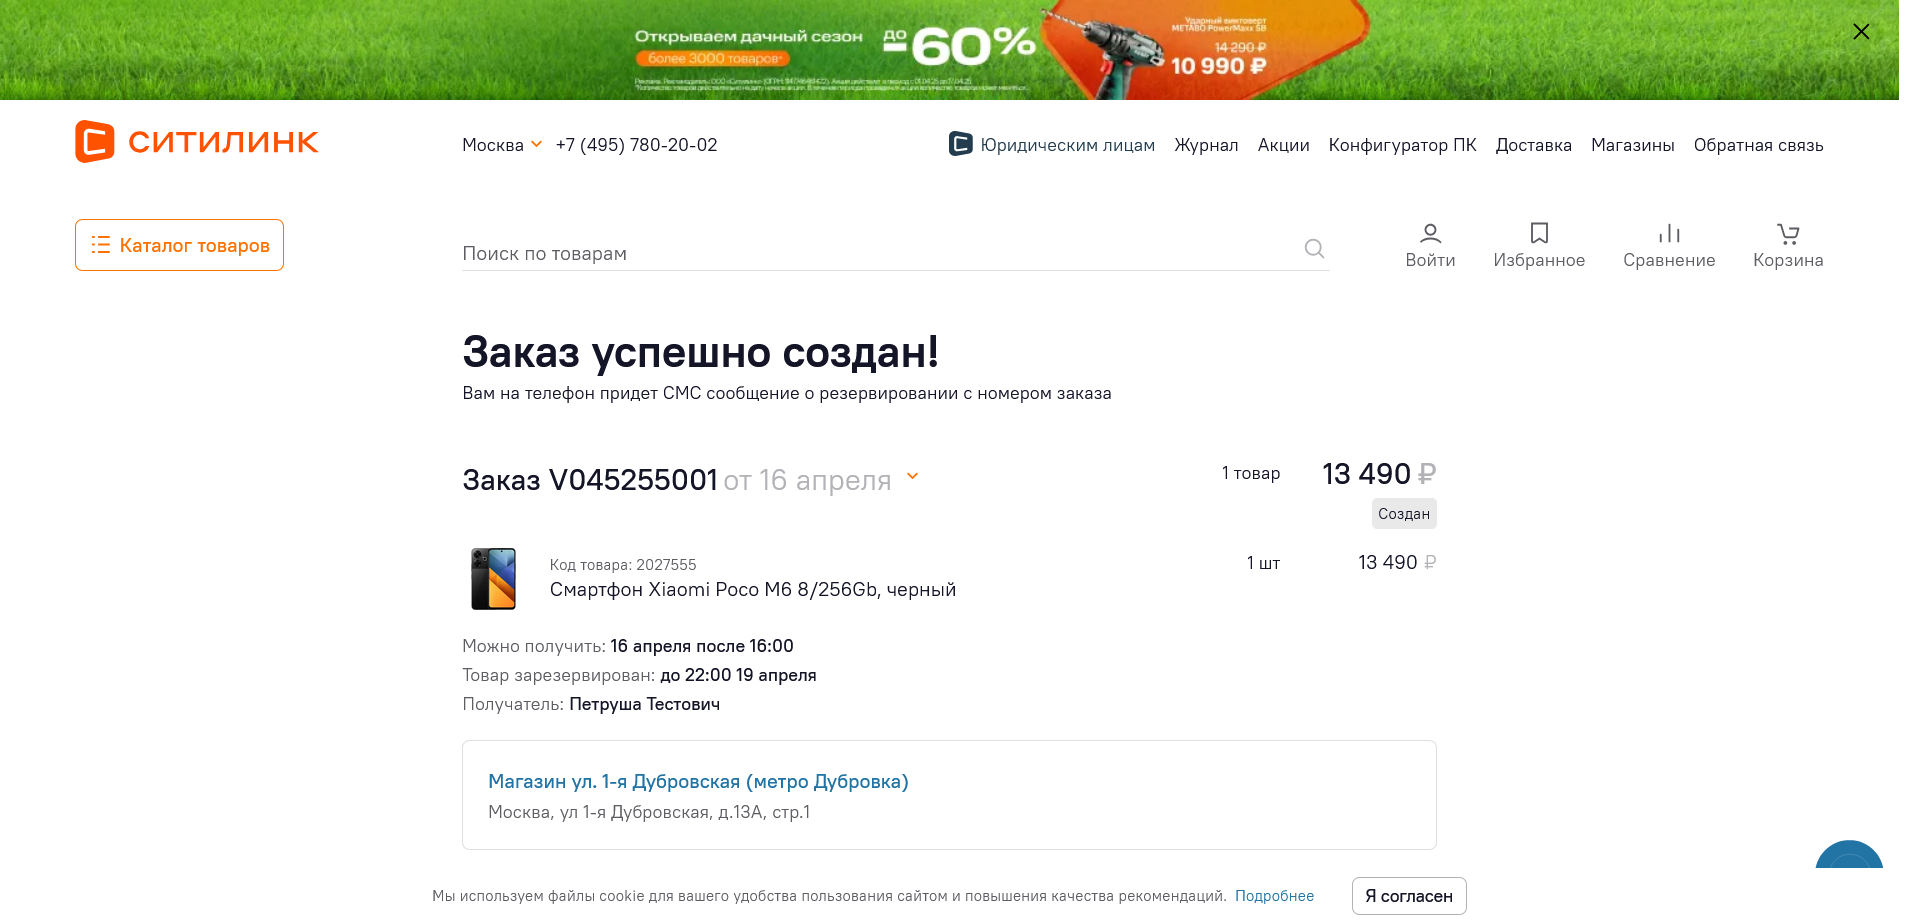 Открываем дачный сезон
до
-60%
более 3000 товаров*
Ударный винтоверт
METABO PowerMaxx SB
14 290 ₽
10 990 ₽
СИТИЛИНК
Москва
+7 (495) 780-20-02
Юридическим лицам
Журнал
Акции
Конфигуратор ПК
Доставка
Магазины
Обратная связь
Каталог товаров
Поиск по товарам
Войти
Избранное
Сравнение
Корзина
Заказ успешно создан!
Вам на телефон придет СМС сообщение о резервировании с номером заказа
Заказ V045255001 от 16 апреля
1 товар
13 490 ₽
Создан
Код товара: 2027555
Смартфон Xiaomi Poco M6 8/256Gb, черный
1 шт
13 490 ₽
Можно получить: 16 апреля после 16:00
Товар зарезервирован: до 22:00 19 апреля
Получатель: Петруша Тестович
Магазин ул. 1-я Дубровская (метро Дубровка)
Москва, ул 1-я Дубровская, д.13А, стр.1
Мы используем файлы cookie для вашего удобства пользования сайтом и повышения качества рекомендаций. Подробнее
Я согласен